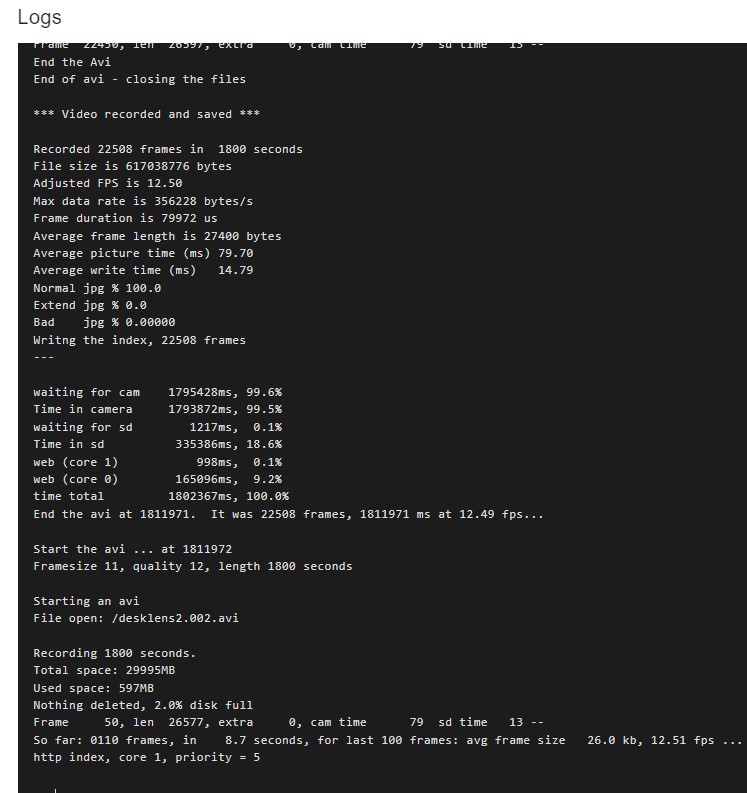 Logs
Frame  22450, len  26597, extra     0, cam time      79  sd time   13 --
End the Avi
End of avi - closing the files
*** Video recorded and saved ***
Recorded 22508 frames in  1800 seconds
File size is 617038776 bytes
Adjusted FPS is 12.50
Max data rate is 356228 bytes/s
Frame duration is 79972 us
Average frame length is 27400 bytes
Average picture time (ms) 79.70
Average write time (ms)   14.79
Normal jpg % 100.0
Extend jpg % 0.0
Bad    jpg % 0.00000
Writng the index, 22508 frames
---
waiting for cam    1795428ms, 99.6%
Time in camera     1793872ms, 99.5%
waiting for sd        1217ms,  0.1%
Time in sd          335386ms, 18.6%
web (core 1)           998ms,  0.1%
web (core 0)        165096ms,  9.2%
time total         1802367ms, 100.0%
End the avi at 1811971.  It was 22508 frames, 1811971 ms at 12.49 fps...
Start the avi ... at 1811972
Framesize 11, quality 12, length 1800 seconds
Starting an avi
File open: /desklens2.002.avi
Recording 1800 seconds.
Total space: 29995MB
Used space: 597MB
Nothing deleted, 2.0% disk full
Frame     50, len  26577, extra     0, cam time      79  sd time   13 --
So far: 0110 frames, in    8.7 seconds, for last 100 frames: avg frame size   26.0 kb, 12.51 fps ...
http index, core 1, priority = 5